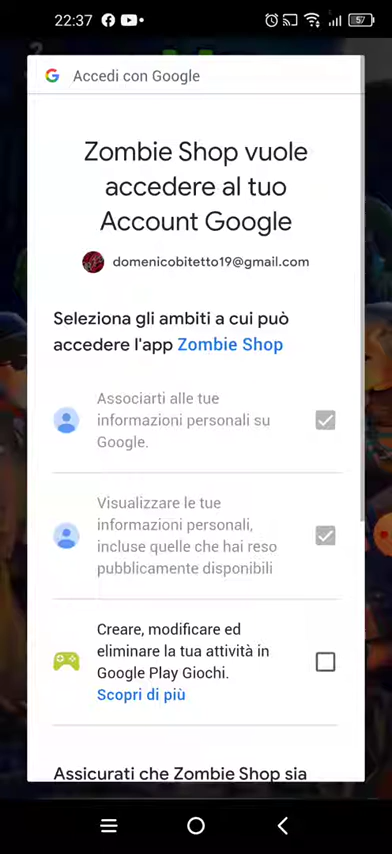 22:37
57
Accedi con Google
Zombie Shop vuole
accedere al tuo
Account Google
domenicobitetto19@gmail.com
Seleziona gli ambiti a cui può
accedere l'app Zombie Shop
Associarti alle tue
informazioni personali su
Google.
Visualizzare le tue
informazioni personali,
incluse quelle che hai reso
pubblicamente disponibili
Creare, modificare ed
eliminare la tua attività in
Google Play Giochi.
Scopri di più
Assicurati che Zombie Shop sia